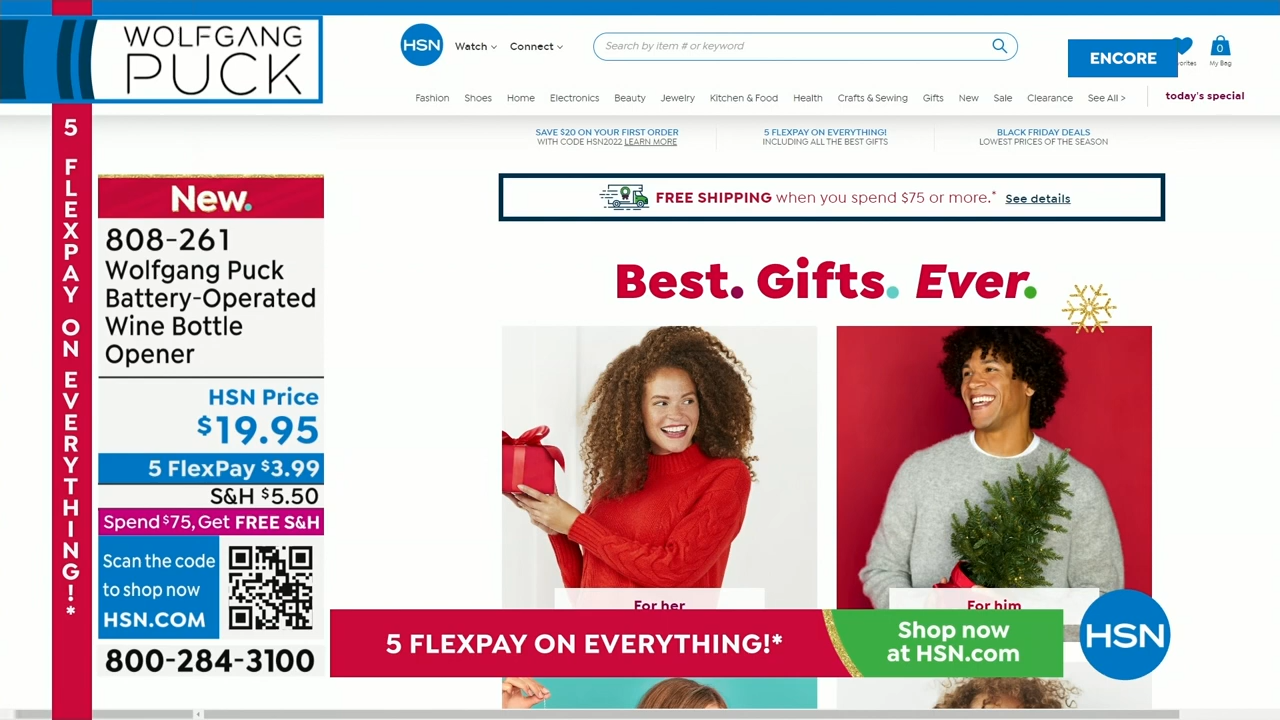 WOLFGANG
PUCK
5 FLEXPAY ON EVERYTHING!*
New.
808-261
Wolfgang Puck
Battery-Operated
Wine Bottle
Opener
HSN Price
$19.95
5 FlexPay $3.99
S&H $5.50
Spend $75, Get FREE S&H
Scan the code
to shop now
HSN.COM
800-284-3100
HSN
Watch
Connect
Search by item # or keyword
ENCORE
orites
0
My Bag
Fashion Shoes Home Electronics Beauty Jewelry Kitchen & Food Health Crafts & Sewing Gifts New Sale Clearance See All >
today's special
SAVE $20 ON YOUR FIRST ORDER
WITH CODE HSN2022 LEARN MORE
5 FLEXPAY ON EVERYTHING!
INCLUDING ALL THE BEST GIFTS
BLACK FRIDAY DEALS
LOWEST PRICES OF THE SEASON
FREE SHIPPING when you spend $75 or more.* See details
Best. Gifts. Ever.
For her
For him
5 FLEXPAY ON EVERYTHING!*
Shop now
at HSN.com
HSN